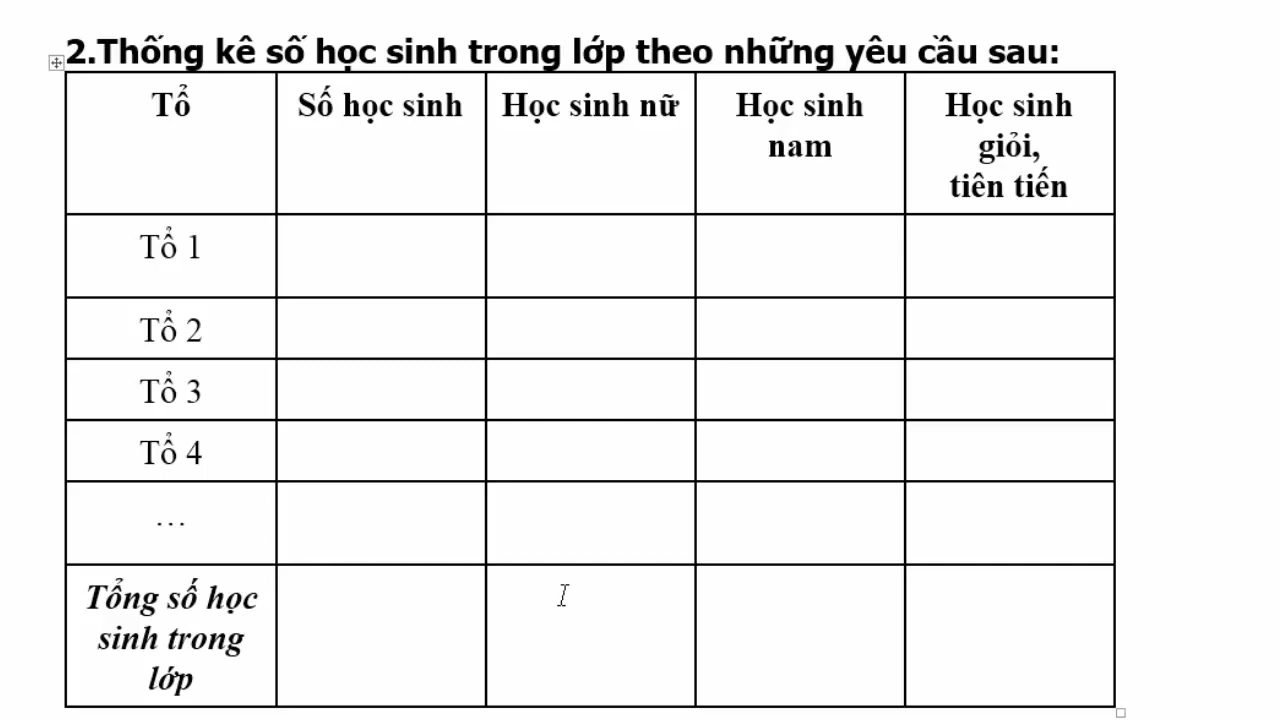 2.Thống kê số học sinh trong lớp theo những yêu cầu sau:
Tổ
Số học sinh
Học sinh nữ
Học sinh
nam
Học sinh
giỏi,
tiên tiến
Tổ 1
Tổ 2
Tổ 3
Tổ 4
…
Tổng số học
sinh trong
lớp